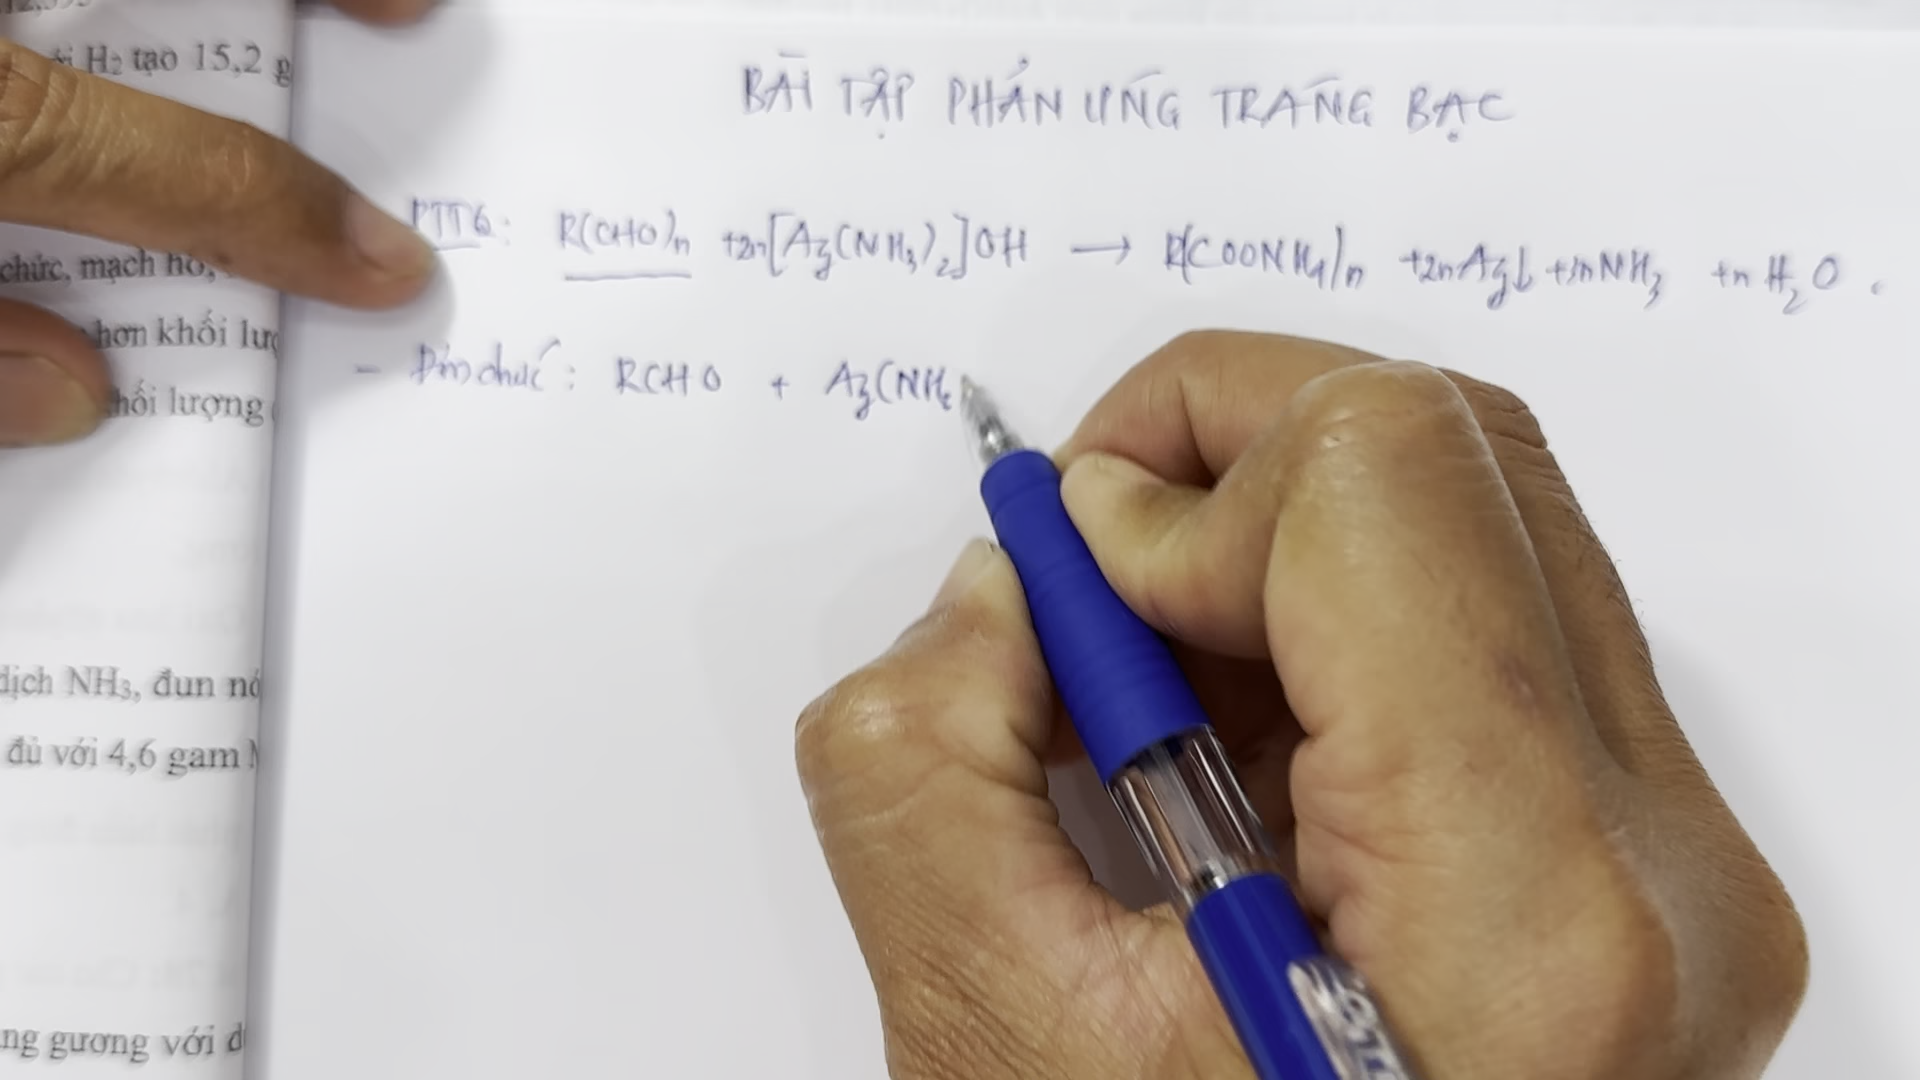 H₂ tạo 15,2 g
chức, mạch hở,
hơn khối lượ
hối lượng
dịch NH₃, đun nó
đủ với 4,6 gam
ng gương với d
BÀI TẬP PHẢN ỨNG TRÁNG BẠC
PTTQ: R(CHO)n +2n[Ag(NH₃)₂]OH → R(COONH₄)n +2nAg↓ +3nNH₃ +nH₂O.
- Đơn chức: RCHO + Ag(NH